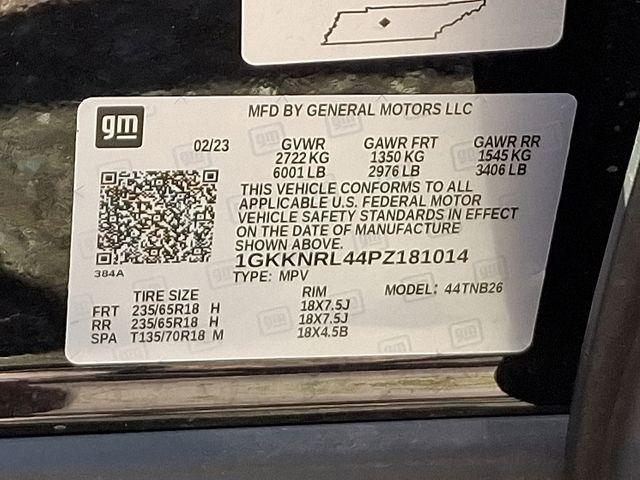 gm
MFD BY GENERAL MOTORS LLC
02/23 GVWR GAWR FRT GAWR RR
2722 KG 1350 KG 1545 KG
6001 LB 2976 LB 3406 LB
THIS VEHICLE CONFORMS TO ALL
APPLICABLE U.S. FEDERAL MOTOR
VEHICLE SAFETY STANDARDS IN EFFECT
ON THE DATE OF MANUFACTURE
SHOWN ABOVE.
1GKKNRL44PZ181014
TYPE: MPV
384A
TIRE SIZE RIM MODEL: 44TNB26
FRT 235/65R18 H 18X7.5J
RR 235/65R18 H 18X7.5J
SPA T135/70R18 M 18X4.5B